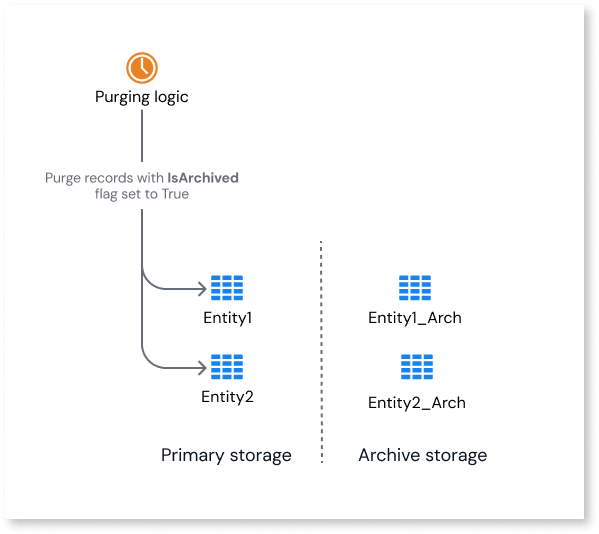 Purging logic
Purge records with IsArchived
flag set to True
Entity1
Entity1_Arch
Entity2
Entity2_Arch
Primary storage
Archive storage